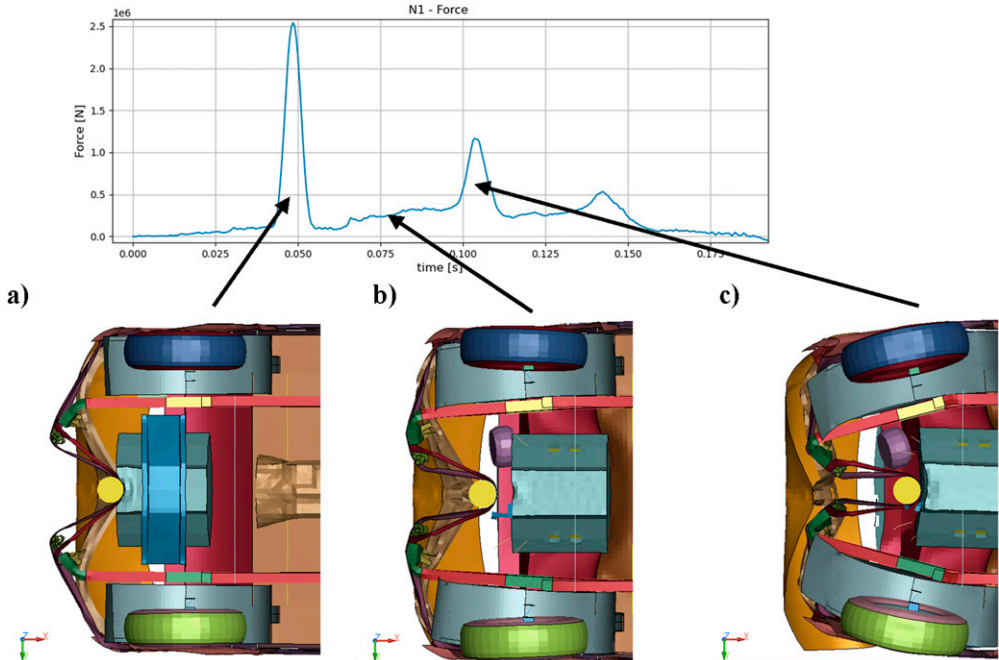 N1 - Force
1e6
2.5
2.0
1.5
1.0
0.5
0.0
Force [N]
0.000 0.025 0.050 0.075 0.100 0.125 0.150 0.175
time [s]
a) b) c)
Z X Z X Z X
Y Y Y